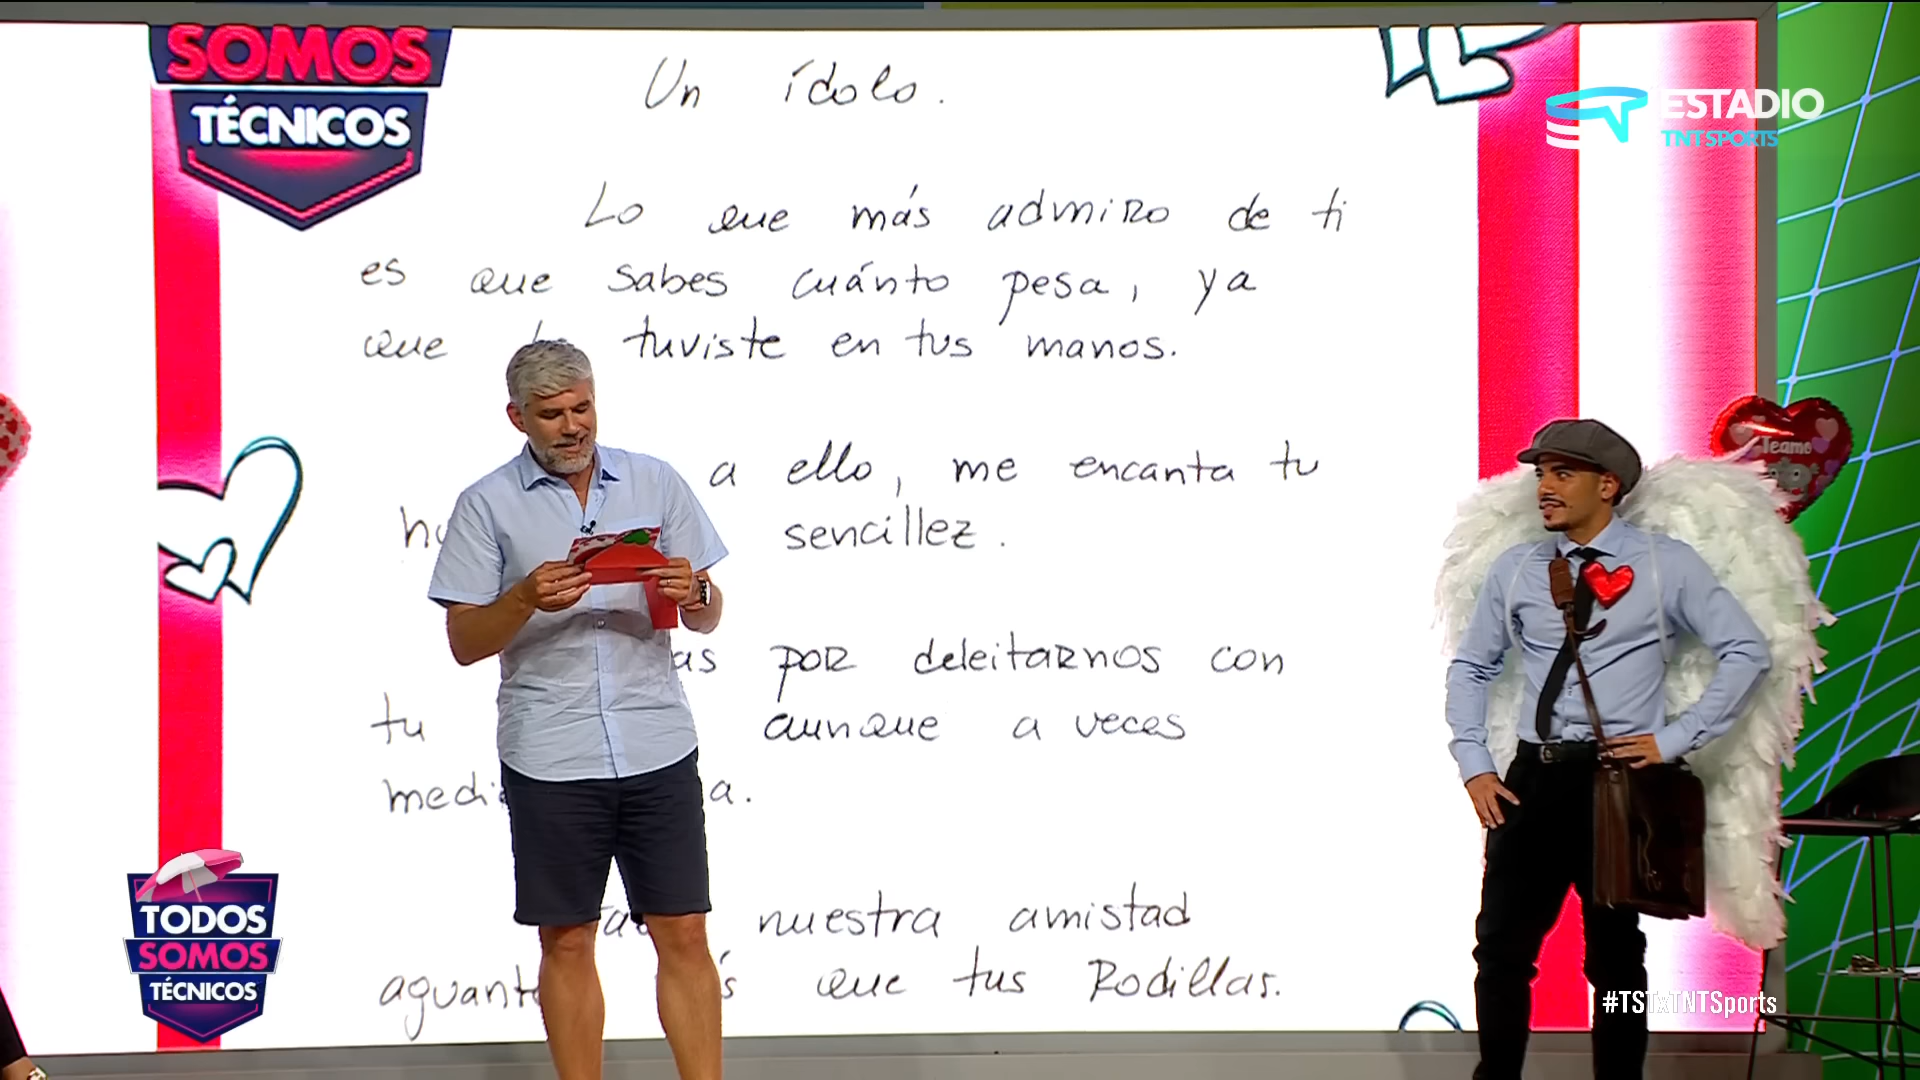 SOMOS
TÉCNICOS
Un ídolo.
ESTADIO
TNT SPORTS
Lo que más admiro de ti
es que sabes cuánto pesa, ya
que tuviste en tus manos.
a ello, me encanta tu
sencillez.
Te amo
por deleitarnos con
tu aunque a veces
a.
nuestra amistad
que tus Rodillas.
TODOS
SOMOS
TÉCNICOS
#TSTxTNTSports